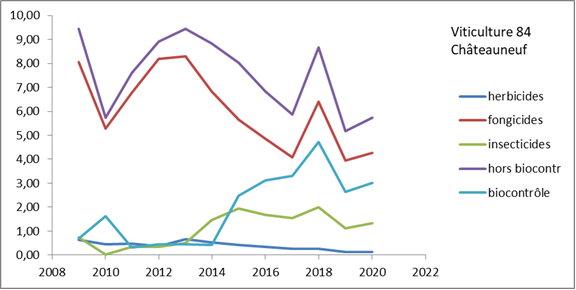 Viticulture 84
Châteauneuf
10,00
9,00
8,00
7,00
6,00
5,00
4,00
3,00
2,00
1,00
0,00
2008 2010 2012 2014 2016 2018 2020 2022
herbicides
fongicides
insecticides
hors biocontr
biocontrôle